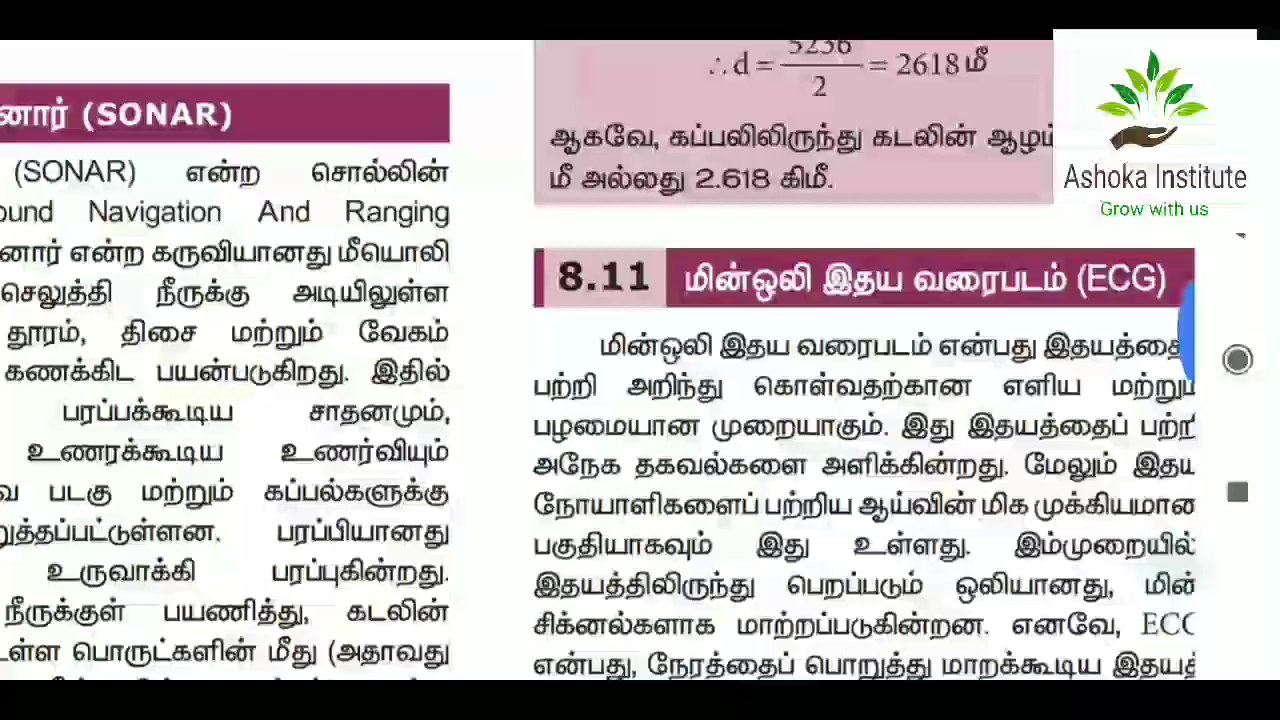 னார் (SONAR)
(SONAR) என்ற சொல்லின்
ound Navigation And Ranging
னார் என்ற கருவியானது மீயொலி
செலுத்தி நீருக்கு அடியிலுள்ள
தூரம், திசை மற்றும் வேகம்
கணக்கிட பயன்படுகிறது. இதில்
பரப்பக்கூடிய சாதனமும்,
உணரக்கூடிய உணர்வியும்
வ படகு மற்றும் கப்பல்களுக்கு
றுத்தப்பட்டுள்ளன. பரப்பியானது
உருவாக்கி பரப்புகின்றது.
நீருக்குள் பயணித்து, கடலின்
டள்ள பொருட்களின் மீது (அதாவது
∴d = 5236/2 = 2618 மீ
ஆகவே, கப்பலிலிருந்து கடலின் ஆழம்
மீ அல்லது 2.618 கிமீ.
8.11 மின்ஒலி இதய வரைபடம் (ECG)
மின்ஒலி இதய வரைபடம் என்பது இதயத்தை
பற்றி அறிந்து கொள்வதற்கான எளிய மற்றும்
பழமையான முறையாகும். இது இதயத்தைப் பற்றி
அநேக தகவல்களை அளிக்கின்றது. மேலும் இதய
நோயாளிகளைப் பற்றிய ஆய்வின் மிக முக்கியமான
பகுதியாகவும் இது உள்ளது. இம்முறையில்
இதயத்திலிருந்து பெறப்படும் ஒலியானது, மின்
சிக்னல்களாக மாற்றப்படுகின்றன. எனவே, ECG
என்பது, நேரத்தைப் பொறுத்து மாறக்கூடிய இதயத்
Ashoka Institute
Grow with us